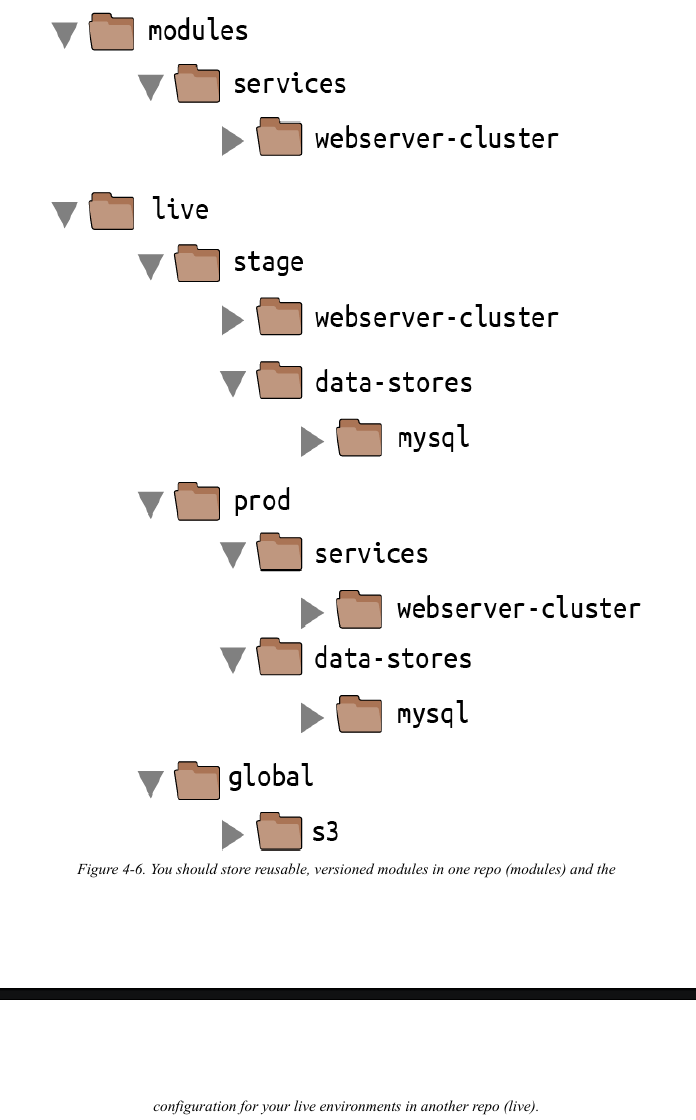 modules
services
webserver-cluster
live
stage
webserver-cluster
data-stores
mysql
prod
services
webserver-cluster
data-stores
mysql
global
s3
Figure 4-6. You should store reusable, versioned modules in one repo (modules) and the
configuration for your live environments in another repo (live).